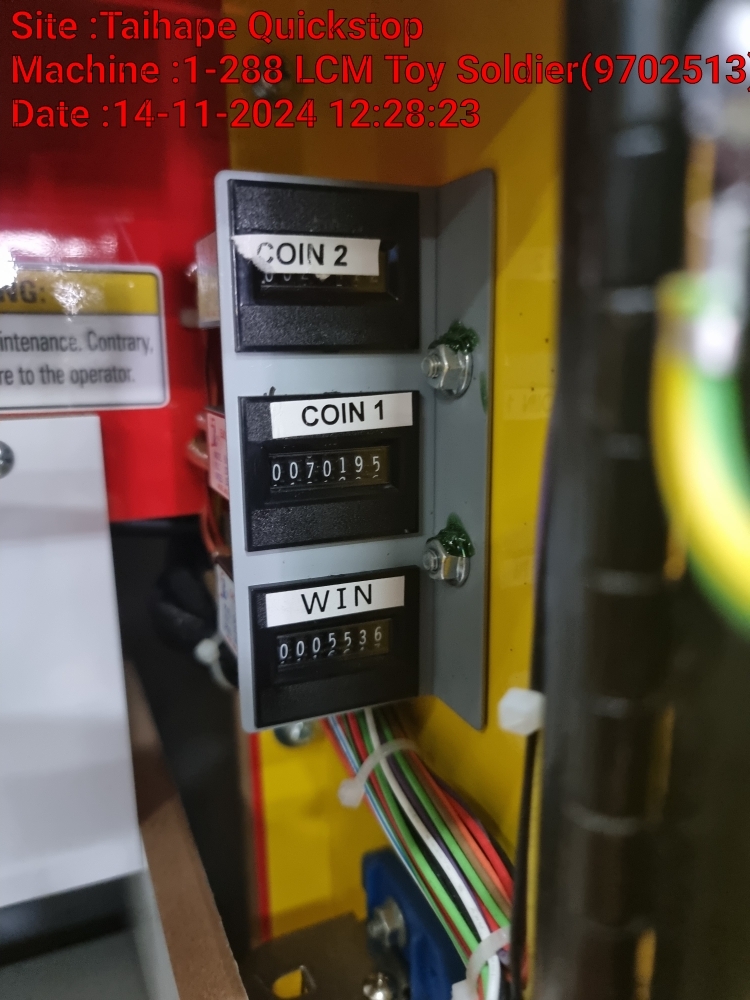 Site :Taihape Quickstop
Machine :1-288 LCM Toy Soldier(9702513)
Date :14-11-2024 12:28:23
COIN 2
NG:
intenance. Contrary,
re to the operator.
COIN 1
0070195
WIN
0005536